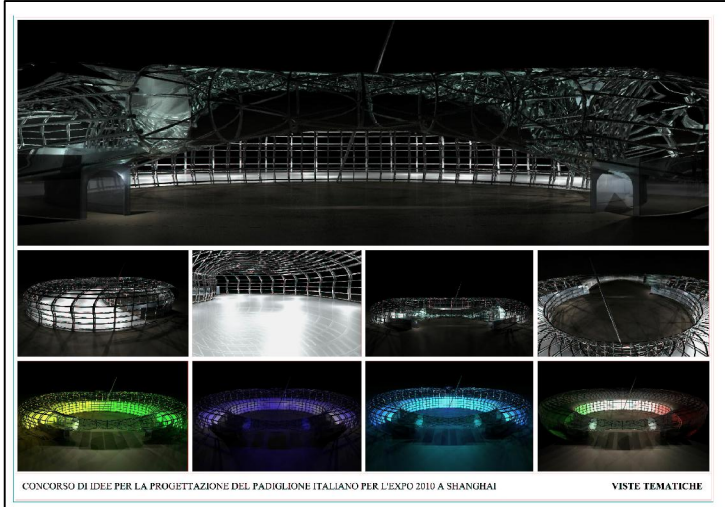 CONCORSO DI IDEE PER LA PROGETTAZIONE DEL PADIGLIONE ITALIANO PER L'EXPO 2010 A SHANGHAI
VISTE TEMATICHE